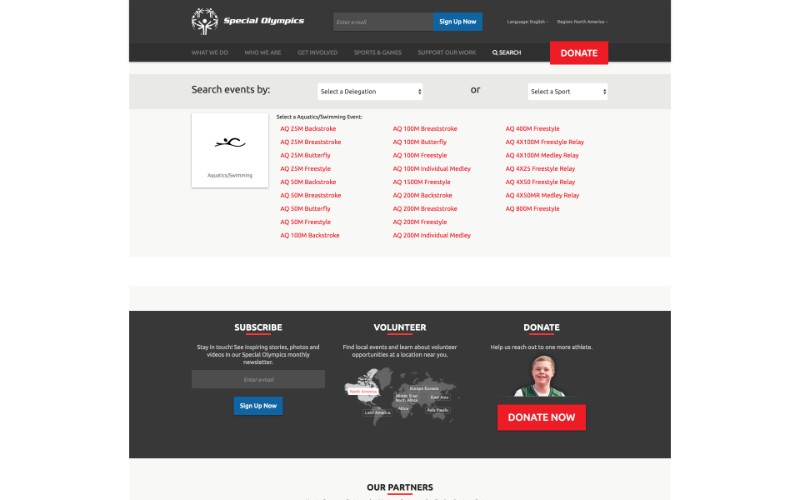 Special Olympics
Enter e-mail
Sign Up Now
Language: English
Region: North America
WHAT WE DO
WHO WE ARE
GET INVOLVED
SPORTS & GAMES
SUPPORT OUR WORK
SEARCH
DONATE
Search events by:
Select a Delegation
or
Select a Sport
Aquatics/Swimming
Select a Aquatics/Swimming Event:
AQ 25M Backstroke
AQ 25M Breaststroke
AQ 25M Butterfly
AQ 25M Freestyle
AQ 50M Backstroke
AQ 50M Breaststroke
AQ 50M Butterfly
AQ 50M Freestyle
AQ 100M Backstroke
AQ 100M Breaststroke
AQ 100M Butterfly
AQ 100M Freestyle
AQ 100M Individual Medley
AQ 1500M Freestyle
AQ 200M Backstroke
AQ 200M Breaststroke
AQ 200M Freestyle
AQ 200M Individual Medley
AQ 400M Freestyle
AQ 4X100M Freestyle Relay
AQ 4X100M Medley Relay
AQ 4X25 Freestyle Relay
AQ 4X50 Freestyle Relay
AQ 4X50MR Medley Relay
AQ 800M Freestyle
SUBSCRIBE
Stay in touch! See inspiring stories, photos and
videos in our Special Olympics monthly
newsletter.
Enter e-mail
Sign Up Now
VOLUNTEER
Find local events and learn about volunteer
opportunities at a location near you.
North America
Europe Eurasia
Middle East
North Africa
East Asia
Latin America
Africa
Asia Pacific
DONATE
Help us reach out to one more athlete.
DONATE NOW
OUR PARTNERS